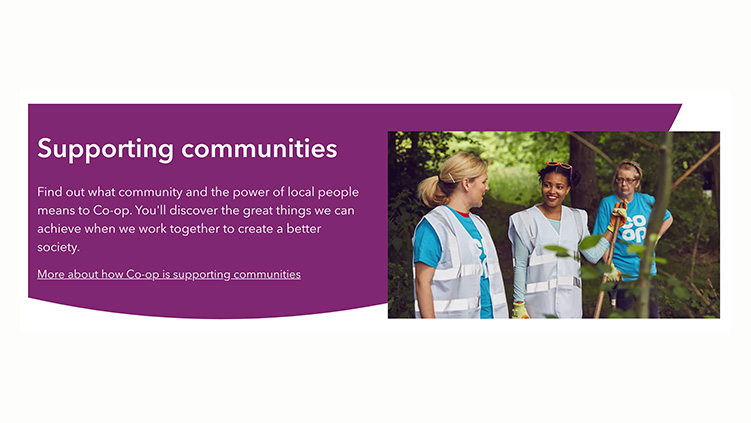 Supporting communities
Find out what community and the power of local people
means to Co-op. You'll discover the great things we can
achieve when we work together to create a better
society.
More about how Co-op is supporting communities
CO
OP